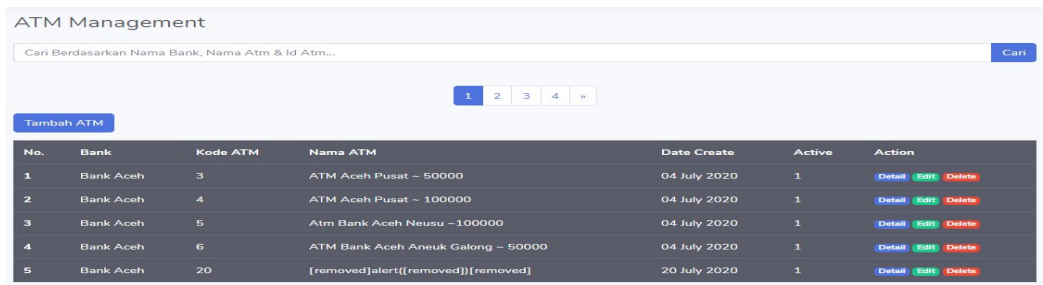 ATM Management
Cari Berdasarkan Nama Bank, Nama Atm & Id Atm... Cari
1 2 3 4 »
Tambah ATM
No. Bank Kode ATM Nama ATM Date Create Active Action
1 Bank Aceh 3 ATM Aceh Pusat ~ 50000 04 July 2020 1 Detail Edit Delete
2 Bank Aceh 4 ATM Aceh Pusat ~ 100000 04 July 2020 1 Detail Edit Delete
3 Bank Aceh 5 Atm Bank Aceh Neusu ~100000 04 July 2020 1 Detail Edit Delete
4 Bank Aceh 6 ATM Bank Aceh Aneuk Galong ~ 50000 04 July 2020 1 Detail Edit Delete
5 Bank Aceh 20 [removed]alert([removed])[removed] 20 July 2020 1 Detail Edit Delete